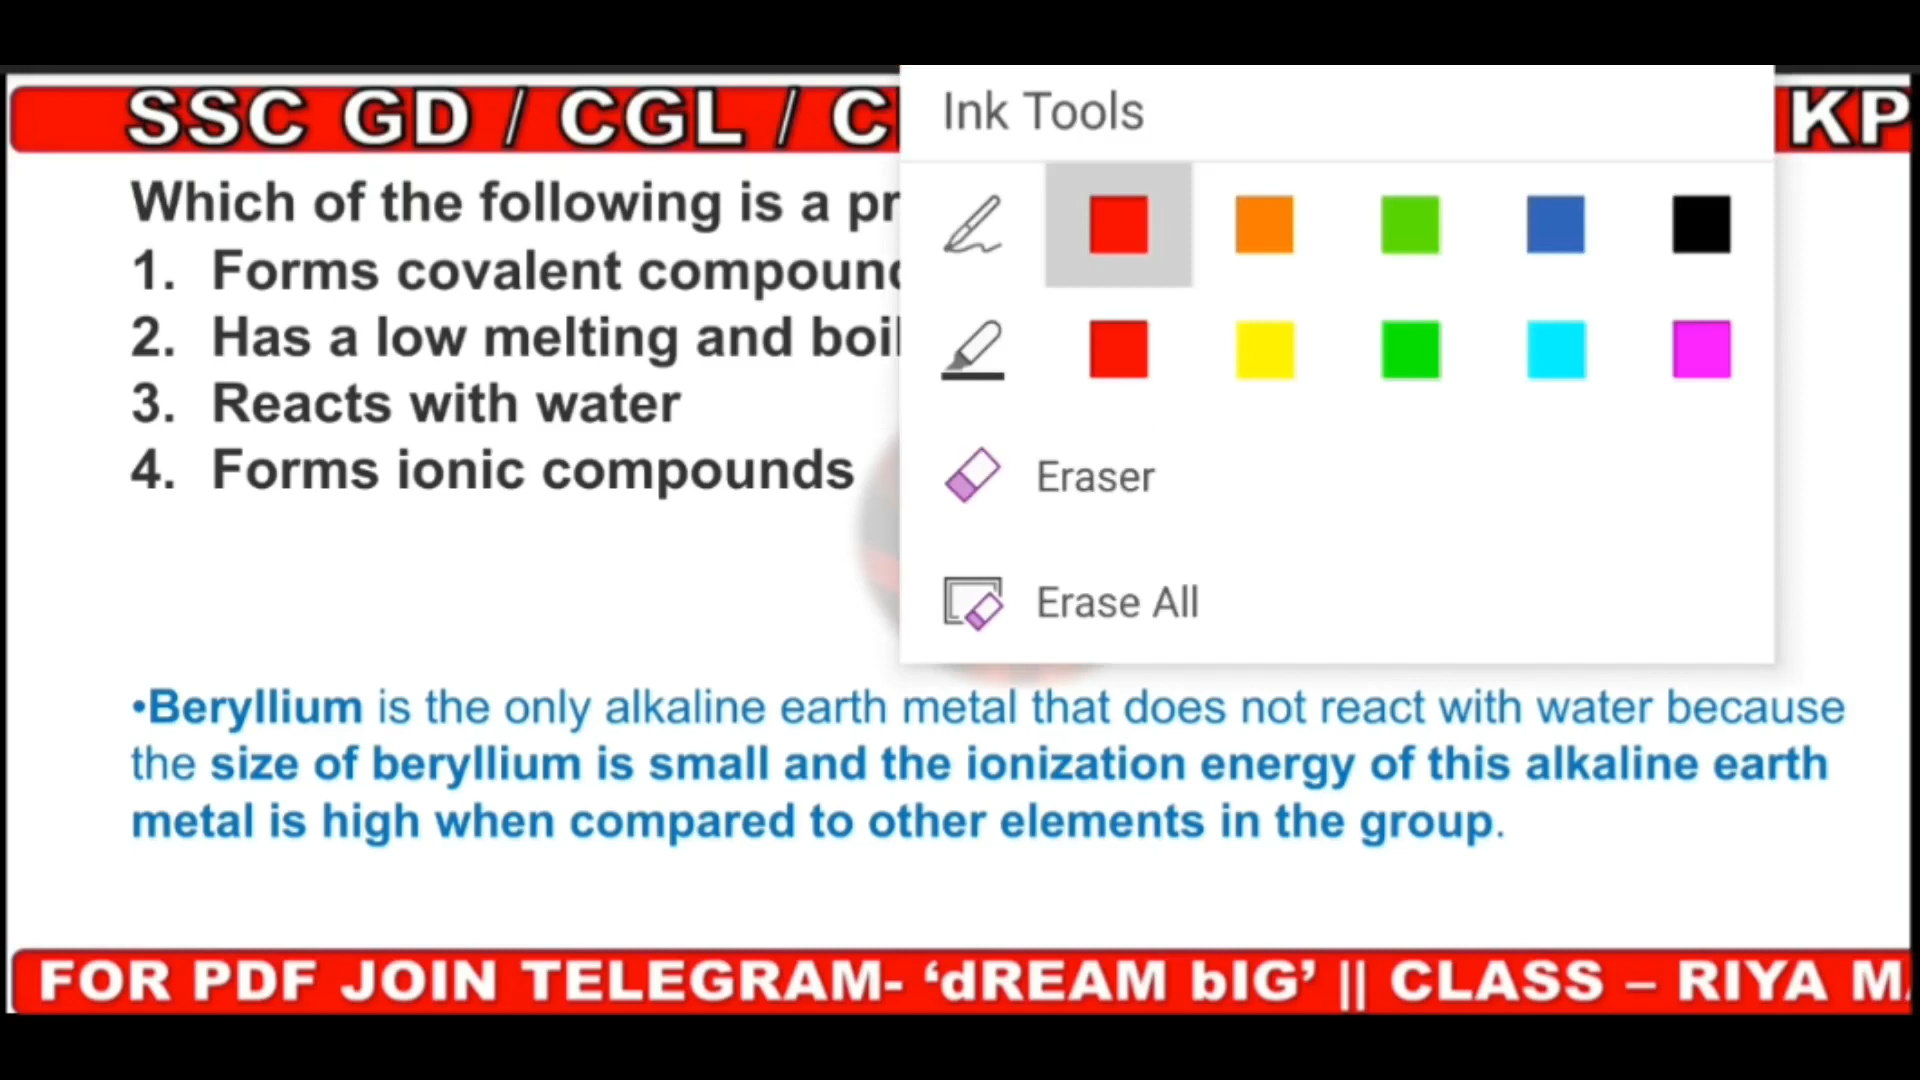 SSC GD / CGL / C
KP
Ink Tools
Which of the following is a
1. Forms covalent
2. Has a low melting and
3. Reacts with water
4. Forms ionic compounds
Eraser
Erase All
•Beryllium is the only alkaline earth metal that does not react with water because
the size of beryllium is small and the ionization energy of this alkaline earth
metal is high when compared to other elements in the group.
FOR PDF JOIN TELEGRAM- ‘dREAM bIG’ || CLASS – RIYA